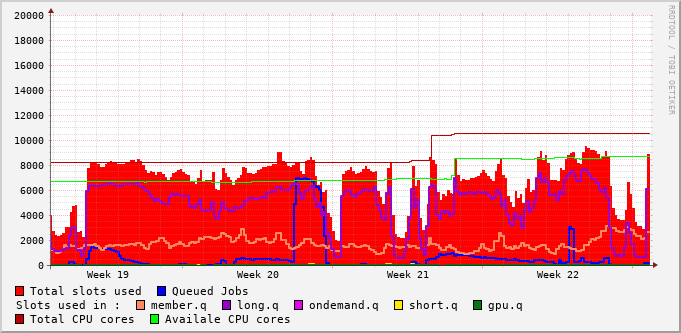 20000
18000
16000
14000
12000
10000
8000
6000
4000
2000
0
Week 19 Week 20 Week 21 Week 22
RRDTOOL / TOBI OETIKER
Total slots used Queued Jobs
Slots used in : member.q long.q ondemand.q short.q gpu.q
Total CPU cores Availale CPU cores